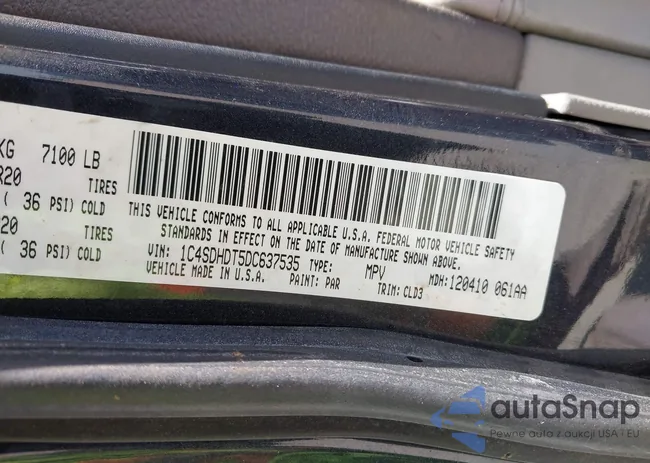 KG 7100 LB
R20 TIRES
( 36 PSI) COLD
20 TIRES
( 36 PSI) COLD
THIS VEHICLE CONFORMS TO ALL APPLICABLE U.S.A. FEDERAL MOTOR VEHICLE SAFETY
STANDARDS IN EFFECT ON THE DATE OF MANUFACTURE SHOWN ABOVE.
VIN: 1C4SDHDT5DC637535 TYPE: MPV MDH: 120410 061AA
VEHICLE MADE IN U.S.A. PAINT: PAR TRIM: CLD3
autaSnap
Pewne auta z aukcji USA i EU